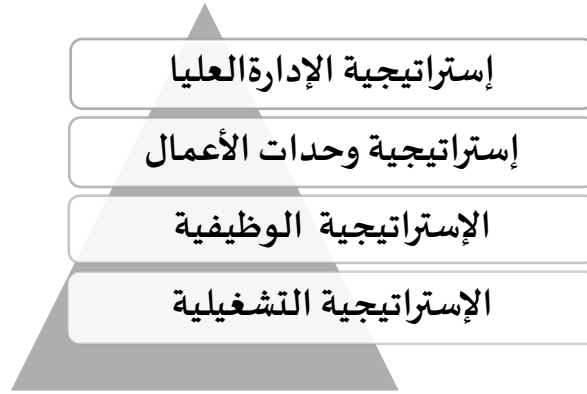 إستراتيجية الإدارةالعليا
إستراتيجية وحدات الأعمال
الإستراتيجية الوظيفية
الإستراتيجية التشغيلية